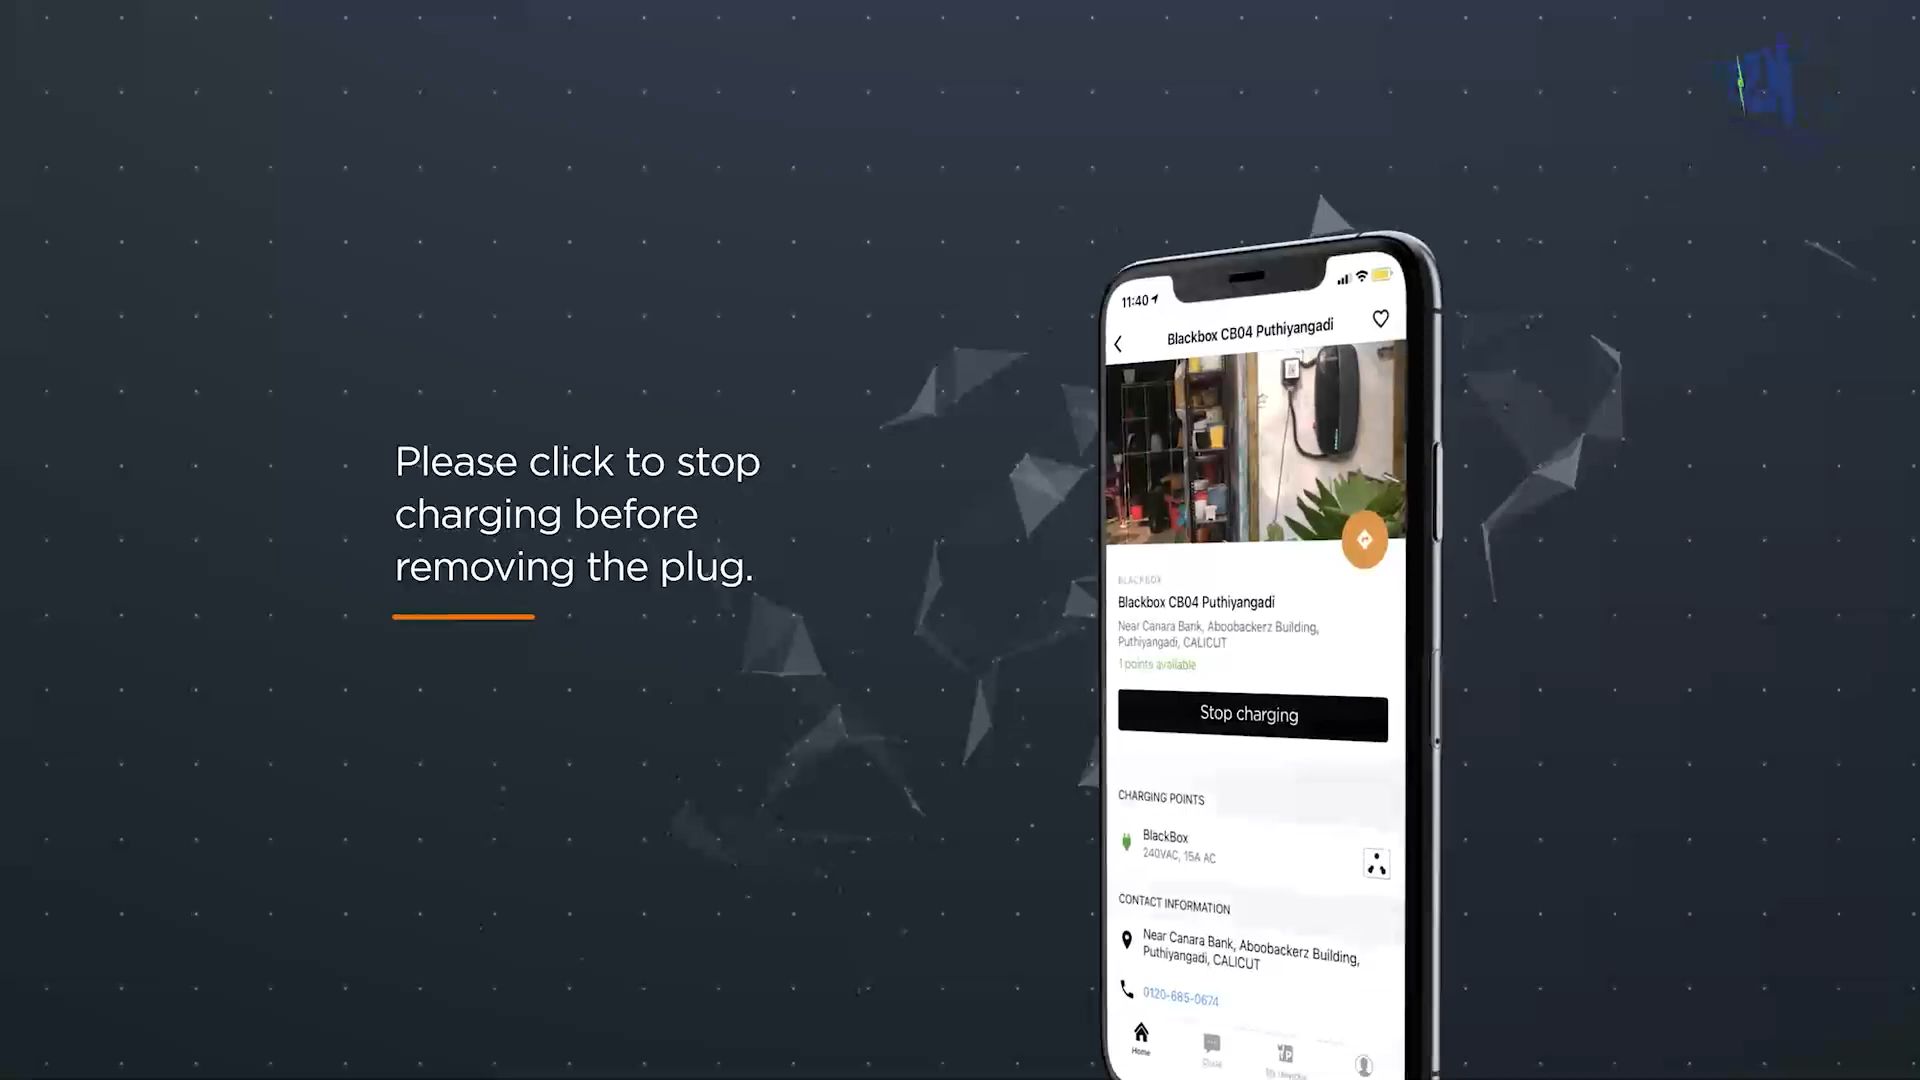 Please click to stop
charging before
removing the plug.
11:40
Blackbox CB04 Puthiyangadi
BLACKBOX
Blackbox CB04 Puthiyangadi
Near Canara Bank, Aboobackerz Building,
Puthiyangadi, CALICUT
1 points available
Stop charging
CHARGING POINTS
BlackBox
240VAC, 15A AC
CONTACT INFORMATION
Near Canara Bank, Aboobackerz Building,
Puthiyangadi, CALICUT
0120-685-0674
Home